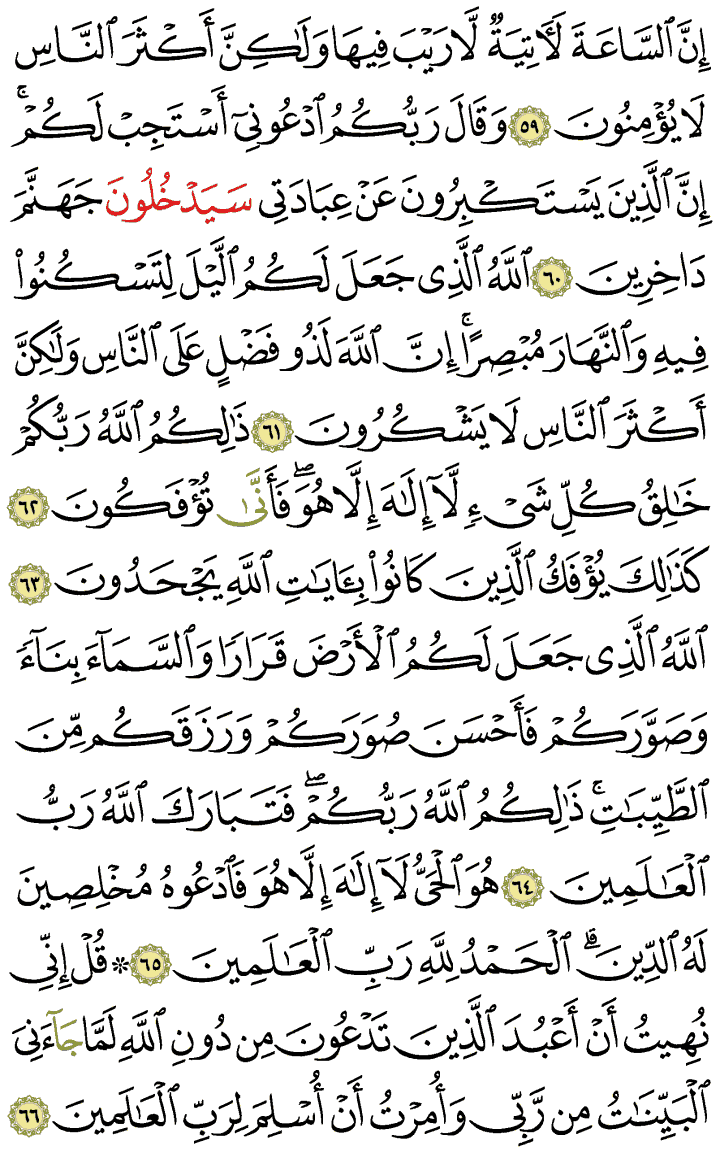 إِنَّ ٱلسَّاعَةَ لَأٓتِيَةٌ لَّا رَيْبَ فِيهَا وَلَٰكِنَّ أَكْثَرَ ٱلنَّاسِ
لَا يُؤْمِنُونَ ٥٩ وَقَالَ رَبُّكُمُ ٱدْعُونِىٓ أَسْتَجِبْ لَكُمْ ۚ
إِنَّ ٱلَّذِينَ يَسْتَكْبِرُونَ عَنْ عِبَادَتِى سَيَدْخُلُونَ جَهَنَّمَ
دَاخِرِينَ ٦٠ ٱللَّهُ ٱلَّذِى جَعَلَ لَكُمُ ٱلَّيْلَ لِتَسْكُنُوا۟
فِيهِ وَٱلنَّهَارَ مُبْصِرًا ۚ إِنَّ ٱللَّهَ لَذُو فَضْلٍ عَلَى ٱلنَّاسِ وَلَٰكِنَّ
أَكْثَرَ ٱلنَّاسِ لَا يَشْكُرُونَ ٦١ ذَٰلِكُمُ ٱللَّهُ رَبُّكُمْ
خَٰلِقُ كُلِّ شَىْءٍ لَّآ إِلَٰهَ إِلَّا هُوَ ۖ فَأَنَّىٰ تُؤْفَكُونَ ٦٢
كَذَٰلِكَ يُؤْفَكُ ٱلَّذِينَ كَانُوا۟ بِـَٔايَٰتِ ٱللَّهِ يَجْحَدُونَ ٦٣
ٱللَّهُ ٱلَّذِى جَعَلَ لَكُمُ ٱلْأَرْضَ قَرَارًا وَٱلسَّمَآءَ بِنَآءً
وَصَوَّرَكُمْ فَأَحْسَنَ صُوَرَكُمْ وَرَزَقَكُم مِّنَ
ٱلطَّيِّبَٰتِ ۚ ذَٰلِكُمُ ٱللَّهُ رَبُّكُمْ ۖ فَتَبَارَكَ ٱللَّهُ رَبُّ
ٱلْعَٰلَمِينَ ٦٤ هُوَ ٱلْحَىُّ لَآ إِلَٰهَ إِلَّا هُوَ فَٱدْعُوهُ مُخْلِصِينَ
لَهُ ٱلدِّينَ ۗ ٱلْحَمْدُ لِلَّهِ رَبِّ ٱلْعَٰلَمِينَ ٦٥ * قُلْ إِنِّى
نُهِيتُ أَنْ أَعْبُدَ ٱلَّذِينَ تَدْعُونَ مِن دُونِ ٱللَّهِ لَمَّا جَآءَنِىَ
ٱلْبَيِّنَٰتُ مِن رَّبِّى وَأُمِرْتُ أَنْ أُسْلِمَ لِرَبِّ ٱلْعَٰلَمِينَ ٦٦